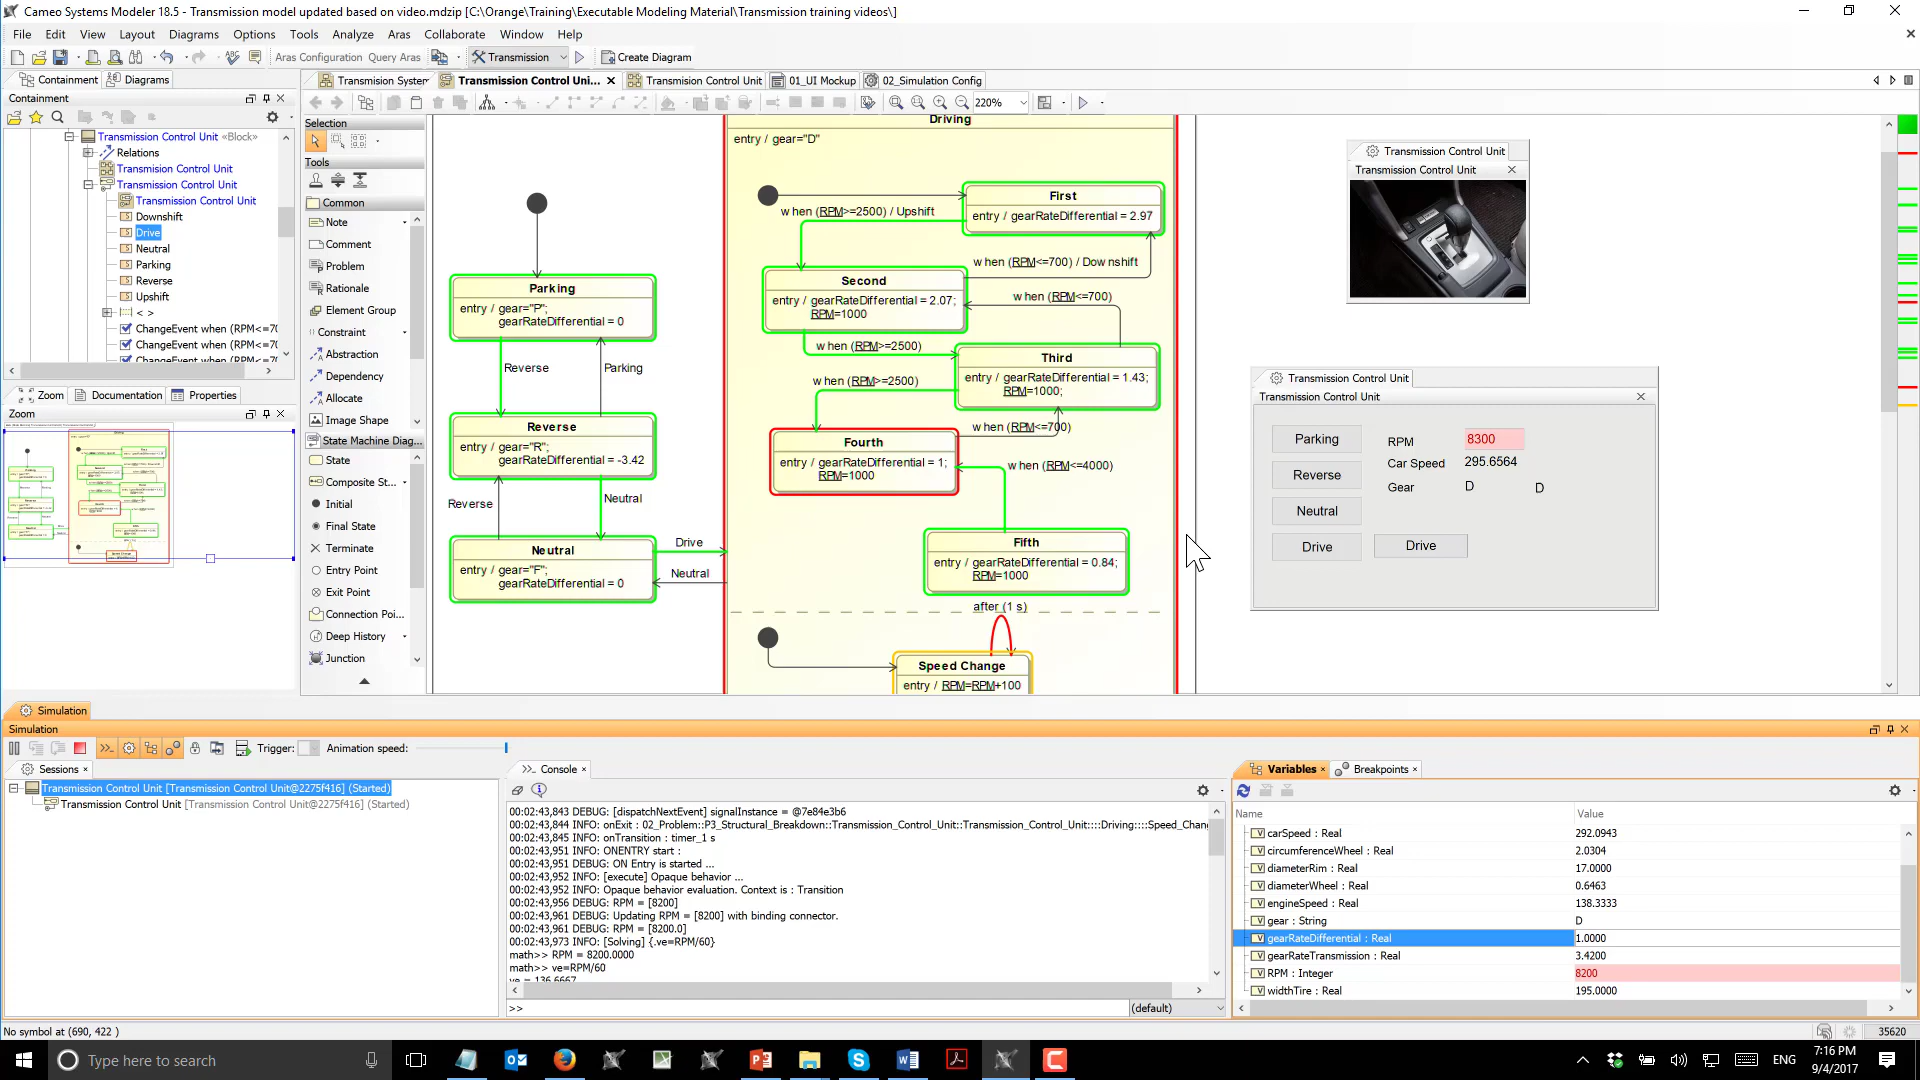 Cameo Systems Modeler 18.5 - Transmission model updated based on video.mdzip [C:\Orange\Training\Executable Modeling Material\Transmission training videos\]
File Edit View Layout Diagrams Options Tools Analyze Aras Collaborate Window Help
Aras Configuration Query Aras Transmission Create Diagram
Containment Diagrams
Transmision System Transmission Control Uni... Transmision Control Unit 01_UI Mockup 02_Simulation Config
Containment
220%
Transmission Control Unit «Block»
Relations
Transmision Control Unit
Transmision Control Unit
Transmision Control Unit
Downshift
Drive
Neutral
Parking
Reverse
Upshift
< >
ChangeEvent when (RPM<=70
ChangeEvent when (RPM<=70
ChangeEvent when (RPM<=70
Zoom Documentation Properties
Zoom
Selection
Tools
Common
Note
Comment
Problem
Rationale
Element Group
Constraint
Abstraction
Dependency
Allocate
Image Shape
State Machine Diag...
State
Composite St...
Initial
Final State
Terminate
Entry Point
Exit Point
Connection Poi...
Deep History
Junction
Driving
entry / gear="D"
First
entry / gearRateDifferential = 2.97
when (RPM>=2500) / Upshift
Second
entry / gearRateDifferential = 2.07;
RPM=1000
when (RPM<=700) / Downshift
when (RPM<=700)
when (RPM>=2500)
Third
entry / gearRateDifferential = 1.43;
RPM=1000;
when (RPM>=2500)
when (RPM<=700)
Fourth
entry / gearRateDifferential = 1;
RPM=1000
when (RPM<=4000)
Fifth
entry / gearRateDifferential = 0.84;
RPM=1000
after (1 s)
Speed Change
entry / RPM=RPM+100
Parking
entry / gear="P";
gearRateDifferential = 0
Reverse
Parking
Reverse
entry / gear="R";
gearRateDifferential = -3.42
Reverse
Neutral
Neutral
entry / gear="F";
gearRateDifferential = 0
Drive
Neutral
Transmission Control Unit
Transmission Control Unit
Transmission Control Unit
Transmission Control Unit
Parking
Reverse
Neutral
Drive
Drive
RPM 8300
Car Speed 295.6564
Gear D D
Simulation
Simulation
Trigger: Animation speed:
Sessions
Transmission Control Unit [Transmission Control Unit@2275f416] (Started)
Transmission Control Unit [Transmission Control Unit@2275f416] (Started)
Console
00:02:43,843 DEBUG: [dispatchNextEvent] signalInstance = @7e84e3b6
00:02:43,844 INFO: onExit : 02_Problem::P3_Structural_Breakdown::Transmission_Control_Unit::Transmission_Control_Unit::::Driving::::Speed_Chan
00:02:43,845 INFO: onTransition : timer_1 s
00:02:43,951 INFO: ONENTRY start :
00:02:43,951 DEBUG: ON Entry is started ...
00:02:43,952 INFO: [execute] Opaque behavior ...
00:02:43,952 INFO: Opaque behavior evaluation. Context is : Transition
00:02:43,956 DEBUG: RPM = [8200]
00:02:43,961 DEBUG: Updating RPM = [8200] with binding connector.
00:02:43,961 DEBUG: RPM = [8200.0]
00:02:43,973 INFO: [Solving] {.ve=RPM/60}
math>> RPM = 8200.0000
math>> ve=RPM/60
ve = 136.6667
>> (default)
Variables Breakpoints
Name Value
carSpeed : Real 292.0943
circumferenceWheel : Real 2.0304
diameterRim : Real 17.0000
diameterWheel : Real 0.6463
engineSpeed : Real 138.3333
gear : String D
gearRateDifferential : Real 1.0000
gearRateTransmission : Real 3.4200
RPM : Integer 8200
widthTire : Real 195.0000
No symbol at (690, 422 )
35620
Type here to search
ENG
7:16 PM
9/4/2017